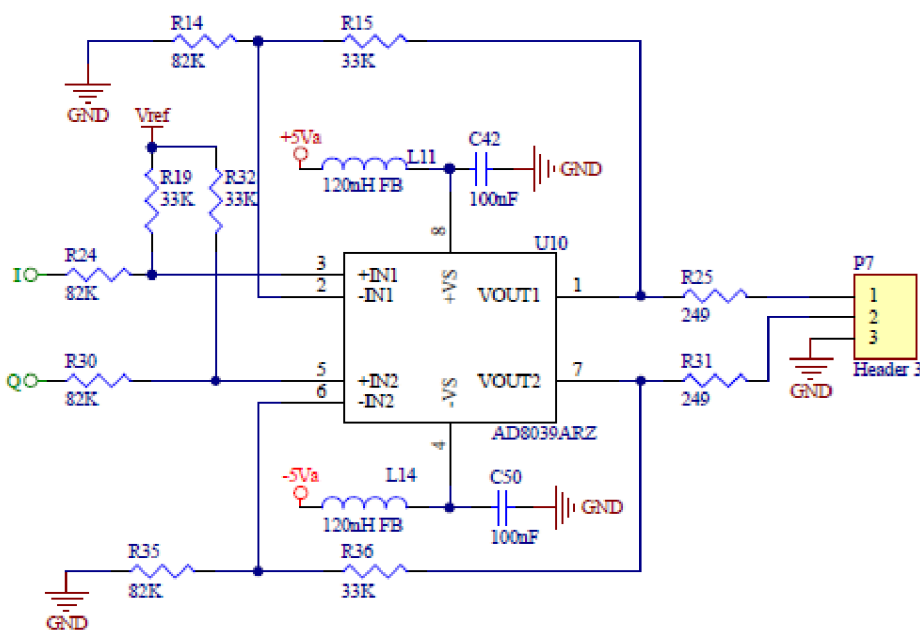 R14
82K
R15
33K
GND
Vref
+5Va
L11
120nH FB
C42
100nF
GND
R19
33K
R32
33K
8
U10
R24
82K
I
3
+IN1
2
-IN1
+VS
VOUT1
1
R25
249
P7
1
2
3
Header 3
GND
R30
82K
Q
5
+IN2
6
-IN2
-VS
VOUT2
7
R31
249
AD8039ARZ
4
-5Va
L14
120nH FB
C50
100nF
GND
R35
82K
R36
33K
GND